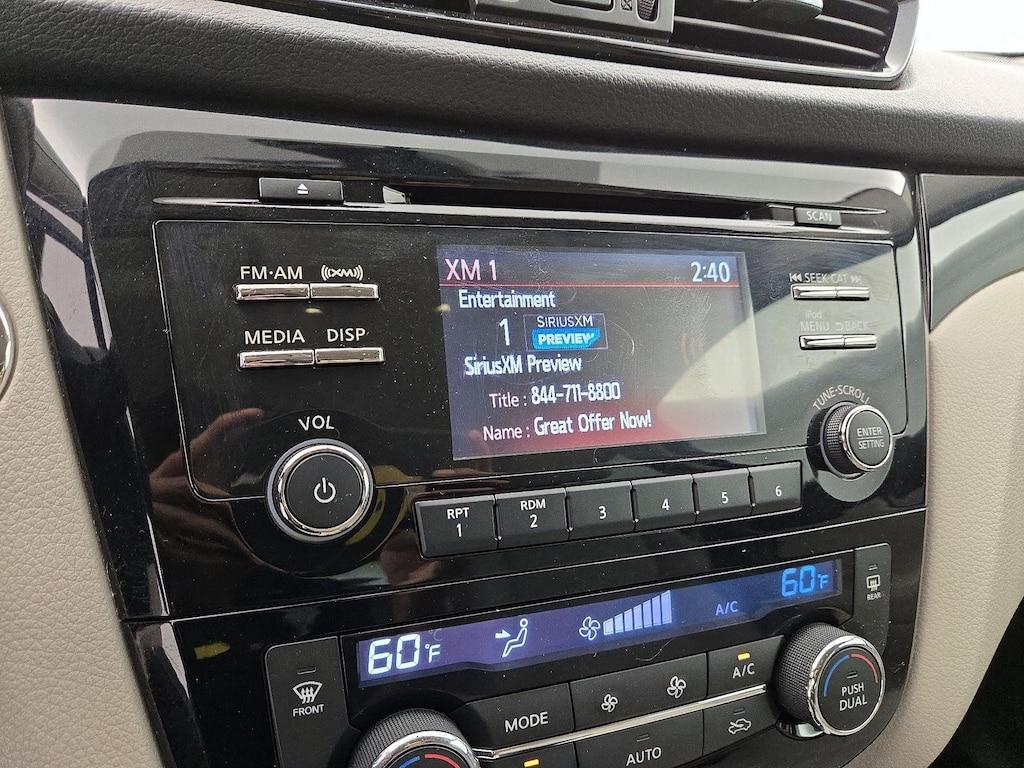 SCAN
FM·AM ((XM))
MEDIA DISP
VOL
XM 1 2:40
Entertainment
1 SIRIUSXM
PREVIEW
SiriusXM Preview
Title : 844-711-8800
Name : Great Offer Now!
SEEK·CAT
iPod
MENU BACK
TUNE·SCROLL
ENTER
SETTING
RPT
1
RDM
2
3
4
5
6
60°F A/C 60°F
REAR
FRONT
MODE
A/C
AUTO
PUSH
DUAL